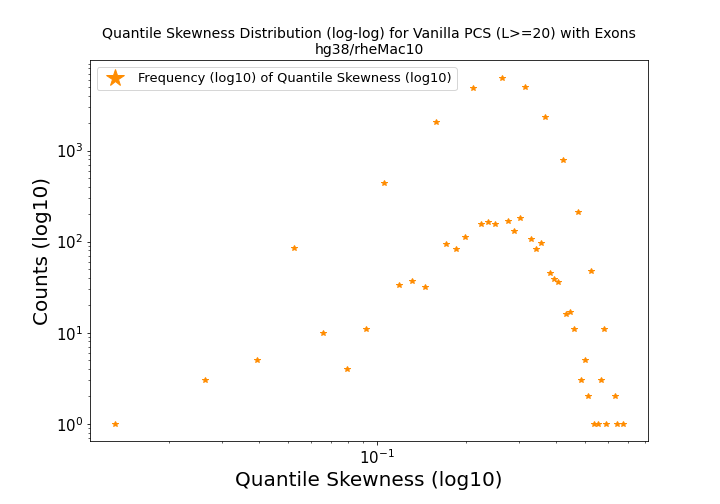 Quantile Skewness Distribution (log-log) for Vanilla PCS (L>=20) with Exons
hg38/rheMac10
Frequency (log10) of Quantile Skewness (log10)
Counts (log10)
10³
10²
10¹
10⁰
10⁻¹
Quantile Skewness (log10)